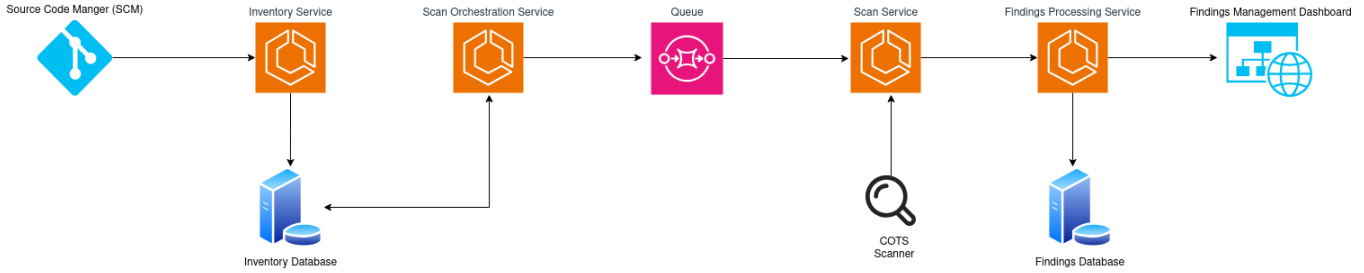 Source Code Manger (SCM)
Inventory Service
Scan Orchestration Service
Queue
Scan Service
Findings Processing Service
Findings Management Dashboard
COTS
Scanner
Inventory Database
Findings Database